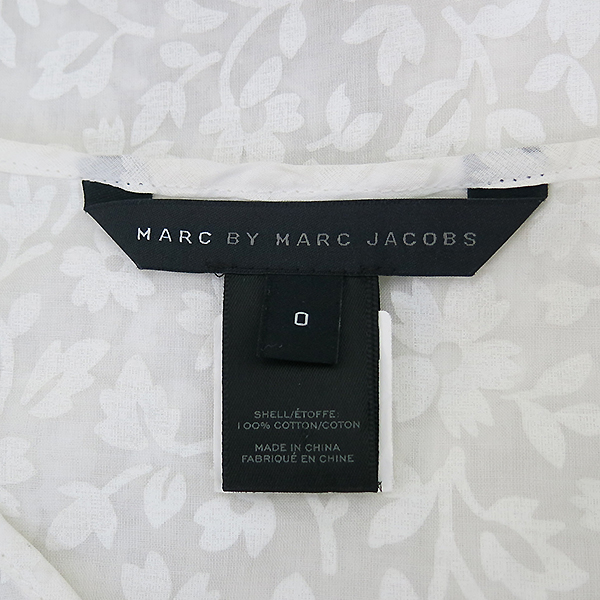 MARC BY MARC JACOBS
0
SHELL/ÉTOFFE:
100% COTTON/COTON
MADE IN CHINA
FABRIQUÉ EN CHINE